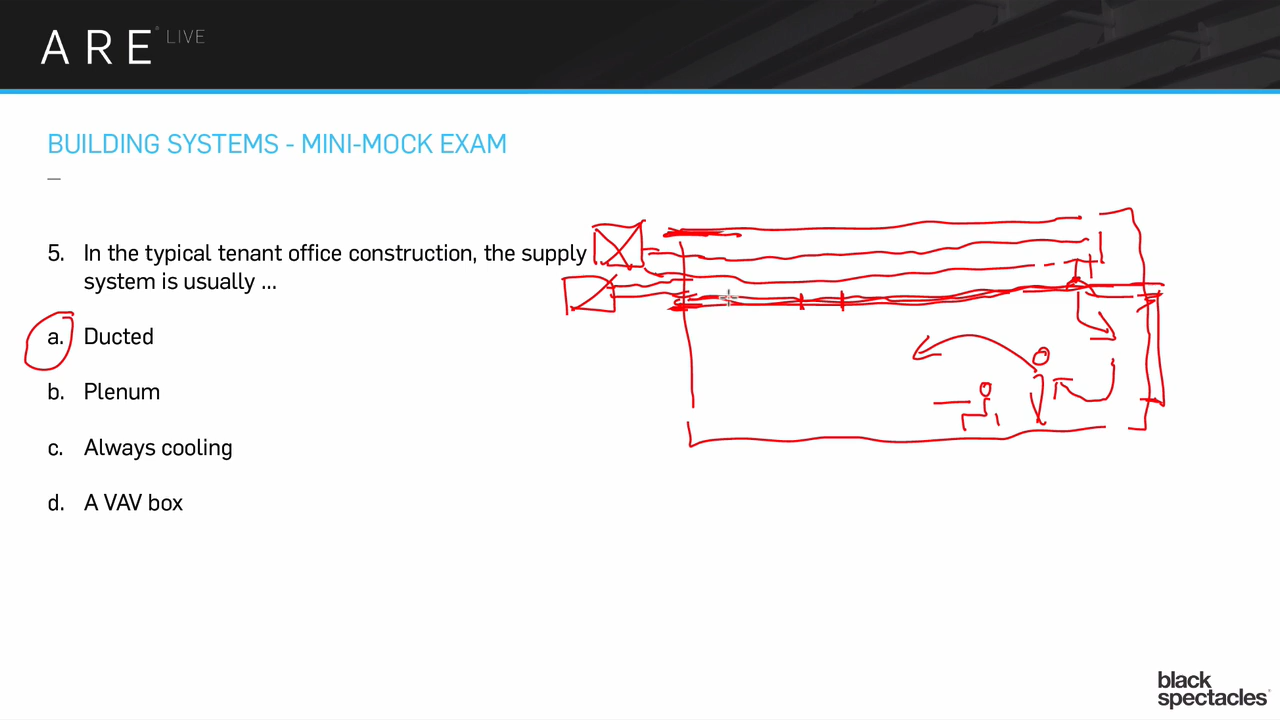 ARE® LIVE
BUILDING SYSTEMS - MINI-MOCK EXAM
5. In the typical tenant office construction, the supply
system is usually ...
a. Ducted
b. Plenum
c. Always cooling
d. A VAV box
black
spectacles